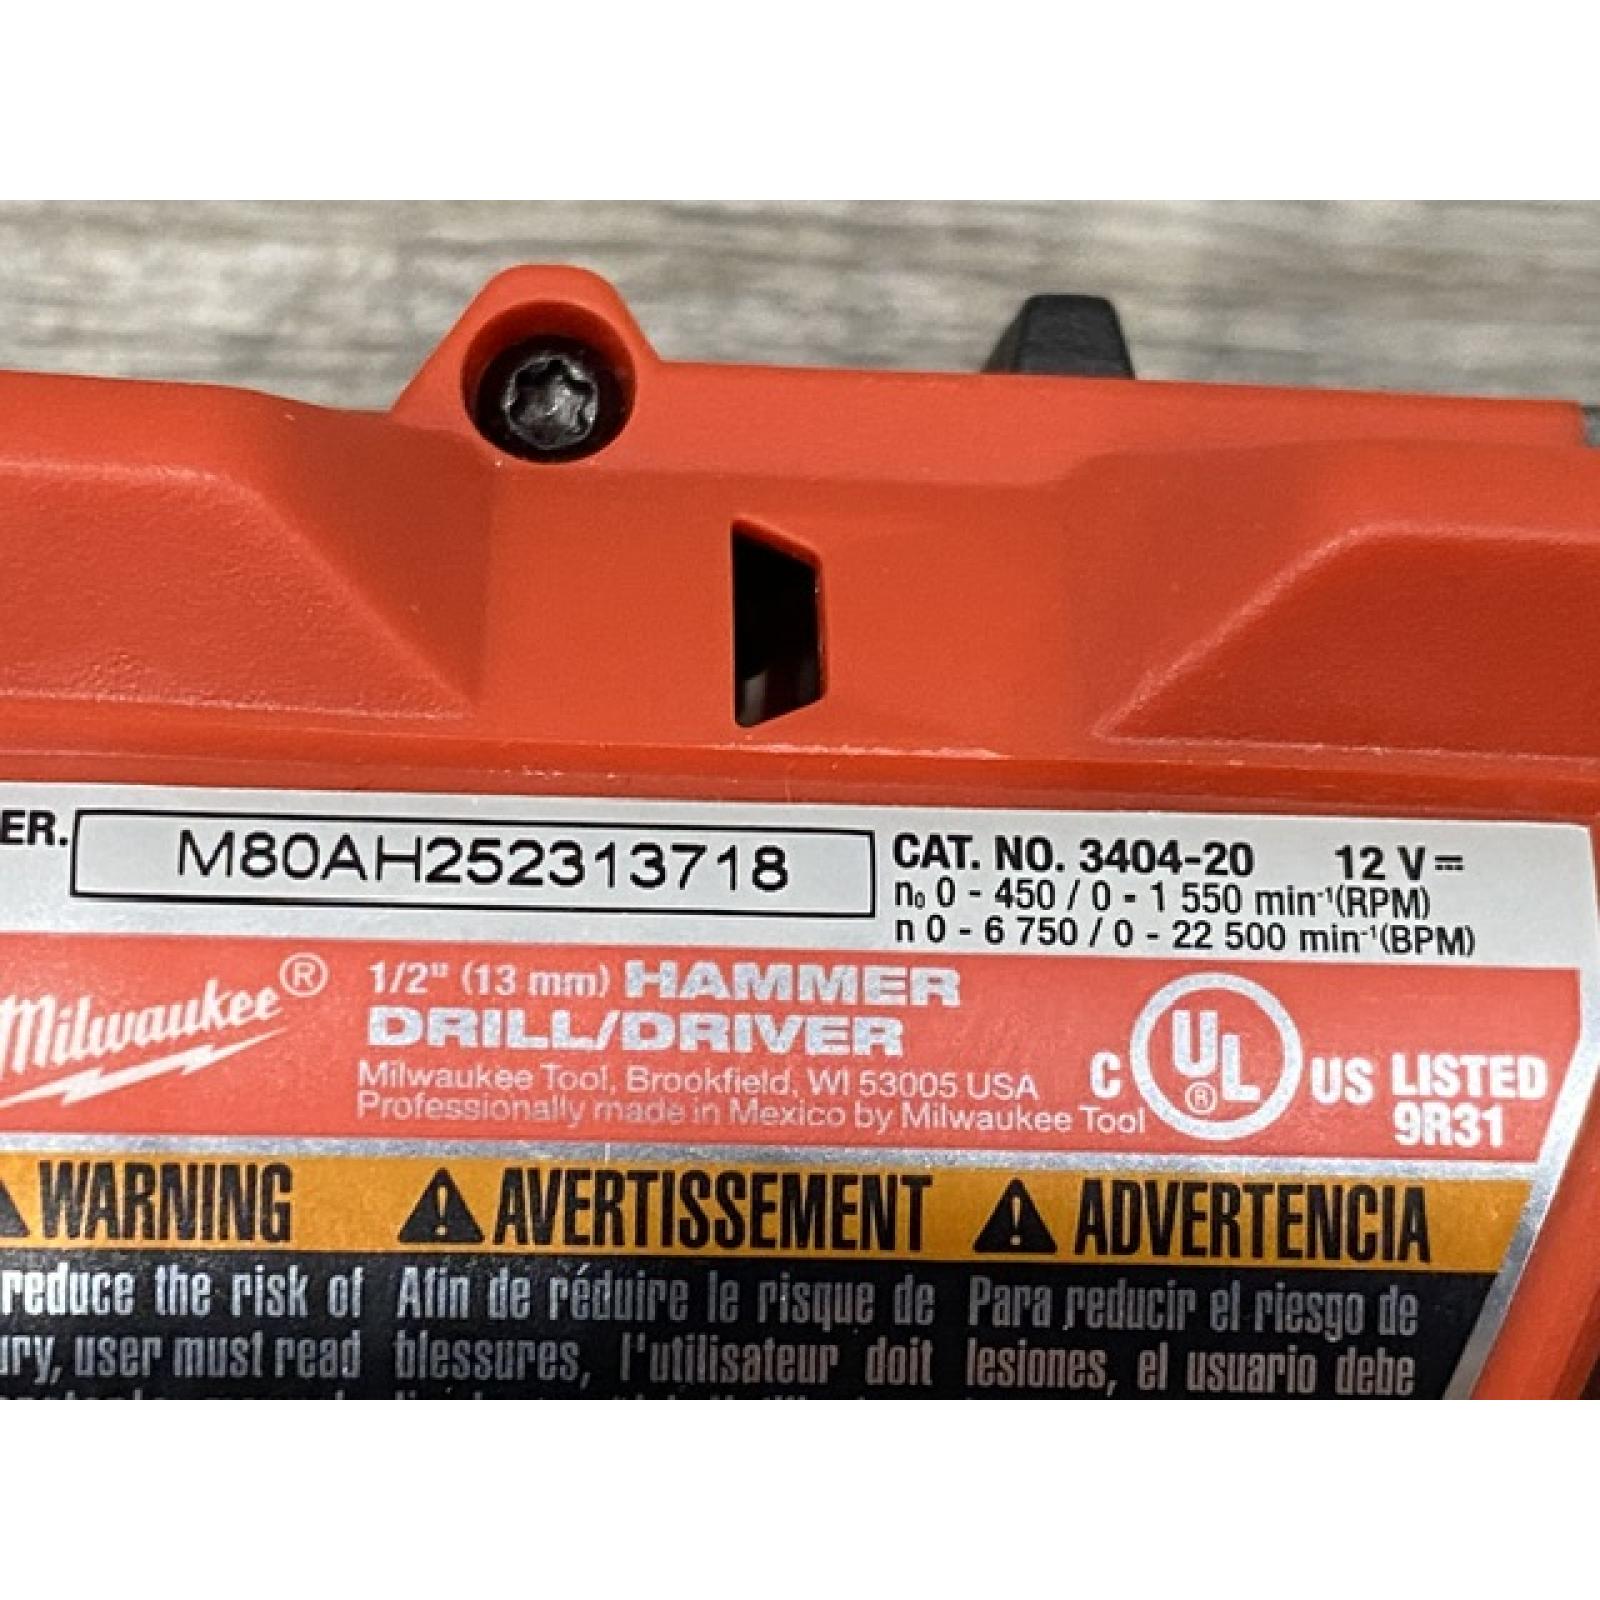 ER. M80AH252313718
CAT. NO. 3404-20 12 V
n₀ 0 - 450 / 0 - 1 550 min⁻¹(RPM)
n 0 - 6 750 / 0 - 22 500 min⁻¹(BPM)
Milwaukee®
1/2" (13 mm) HAMMER
DRILL/DRIVER
Milwaukee Tool, Brookfield, WI 53005 USA
Professionally made in Mexico by Milwaukee Tool
C UL® US LISTED
9R31
WARNING
reduce the risk of
ury, user must read
AVERTISSEMENT
Afin de réduire le risque de
blessures, l'utilisateur doit
ADVERTENCIA
Para reducir el riesgo de
lesiones, el usuario debe